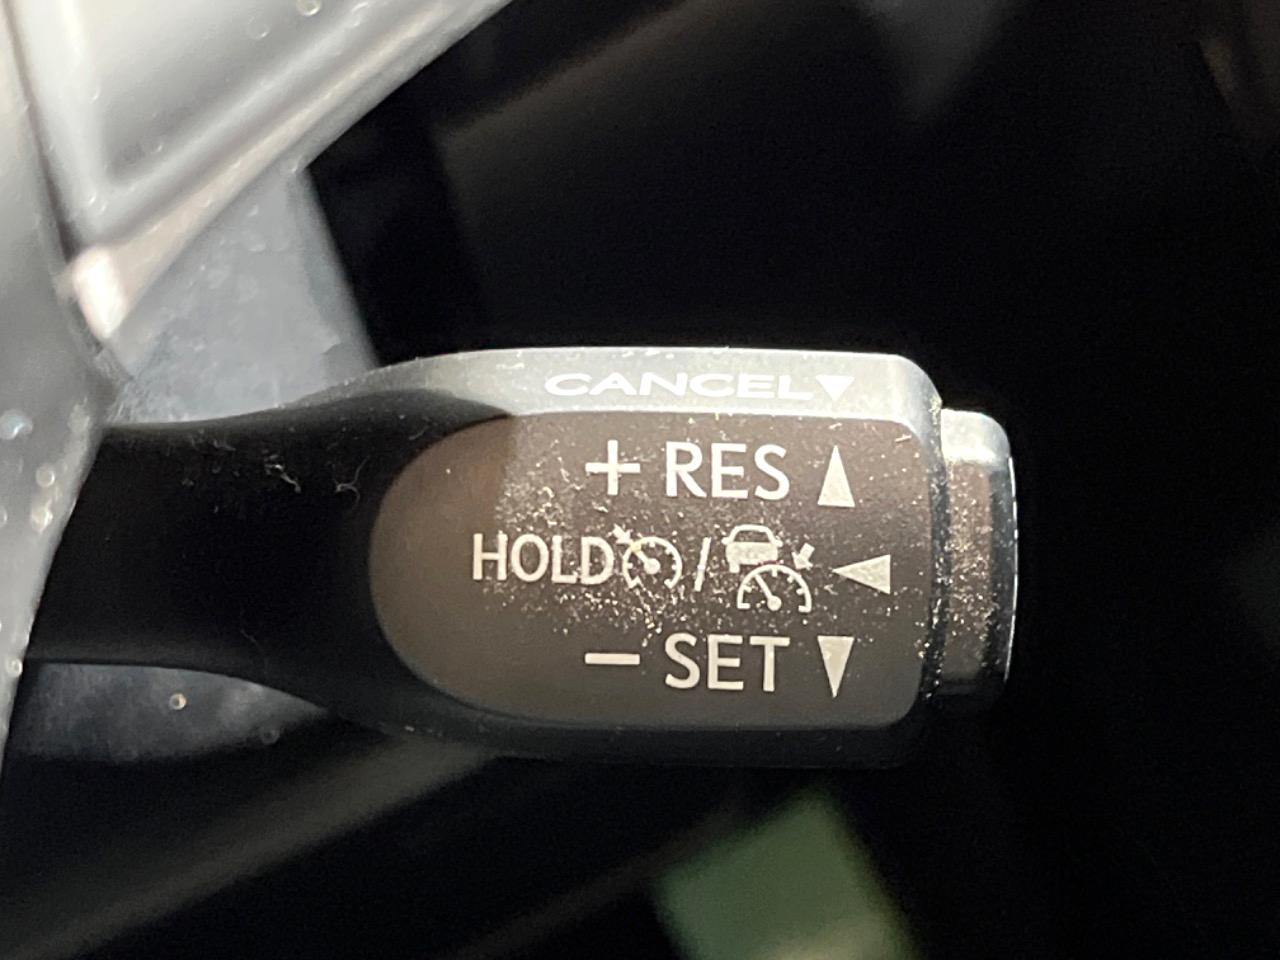 CANCEL▼
+ RES ▲
HOLD / ◀
− SET ▼